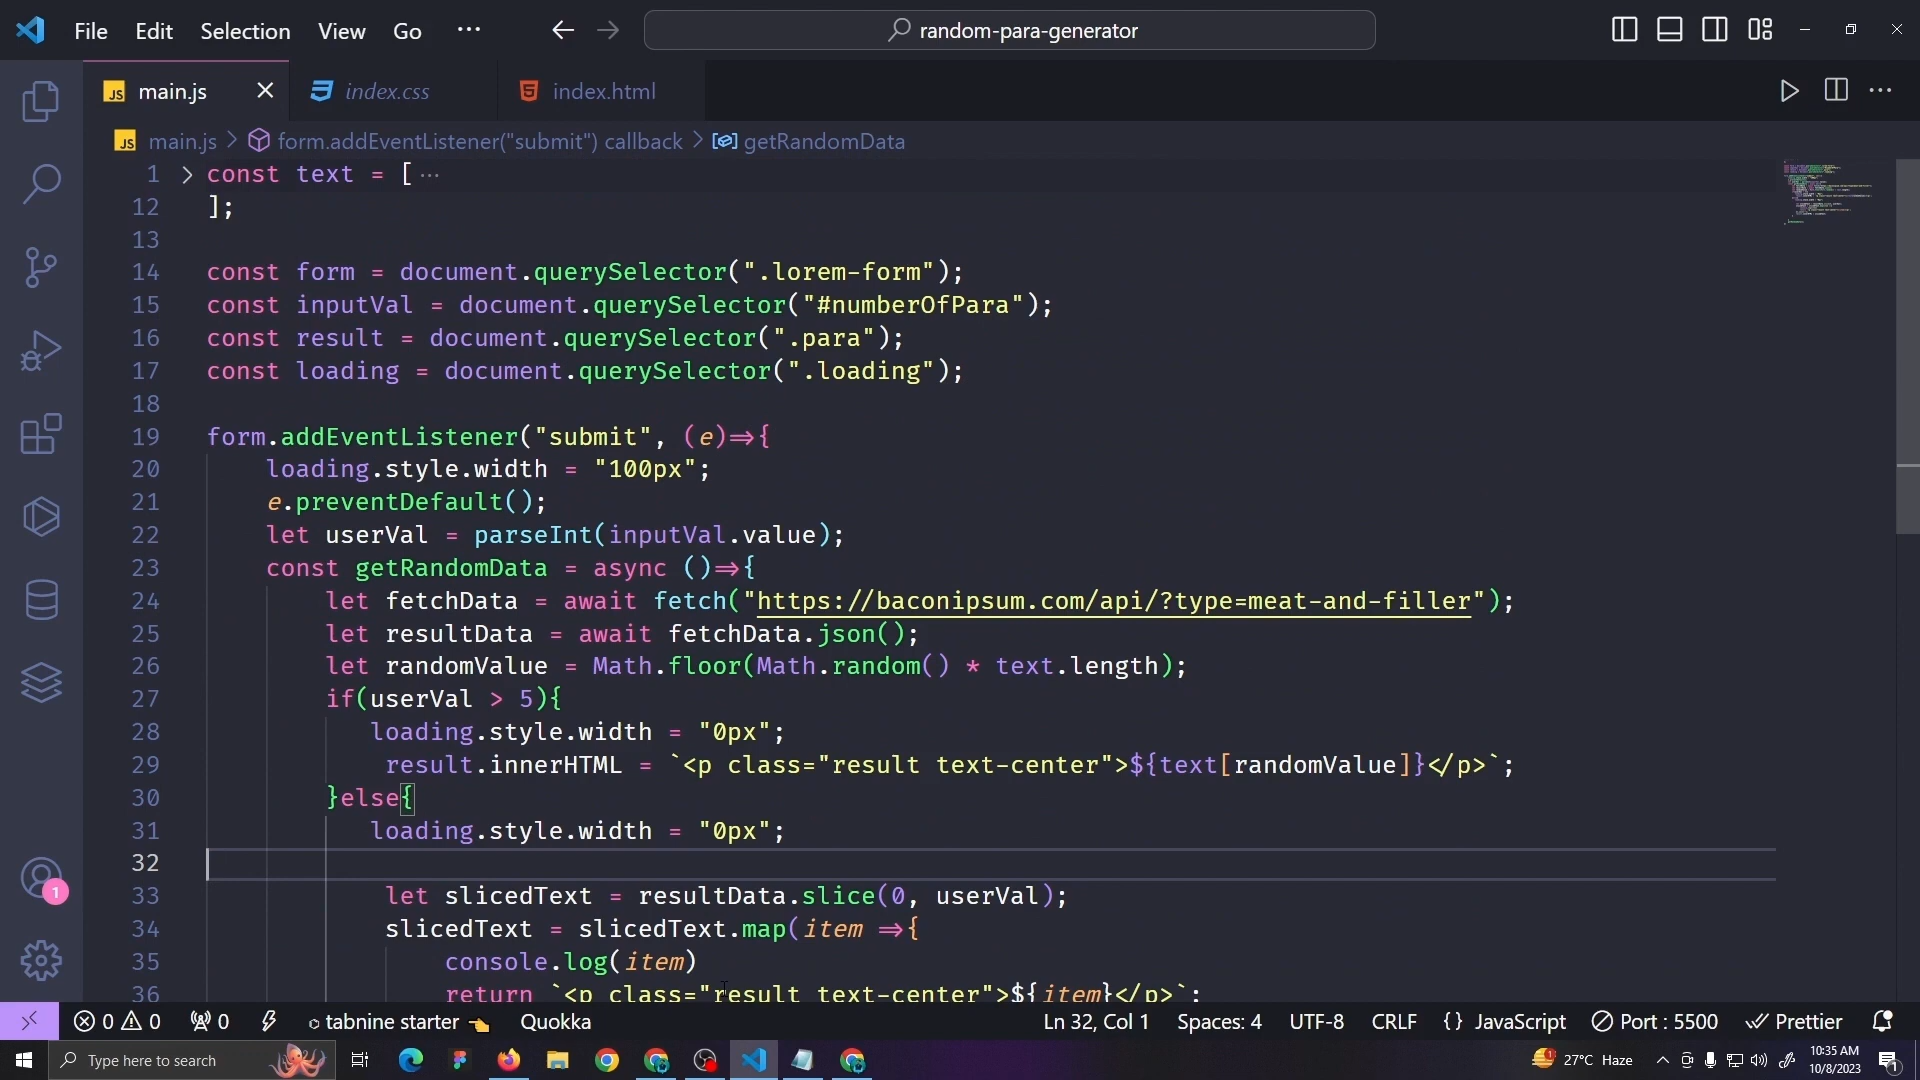 File Edit Selection View Go ··· random-para-generator
JS main.js index.css index.html
JS main.js > form.addEventListener("submit") callback > getRandomData
1 const text = [ ···
12 ];
13
14 const form = document.querySelector(".lorem-form");
15 const inputVal = document.querySelector("#numberOfPara");
16 const result = document.querySelector(".para");
17 const loading = document.querySelector(".loading");
18
19 form.addEventListener("submit", (e)=>{
20 loading.style.width = "100px";
21 e.preventDefault();
22 let userVal = parseInt(inputVal.value);
23 const getRandomData = async ()=>{
24 let fetchData = await fetch("https://baconipsum.com/api/?type=meat-and-filler");
25 let resultData = await fetchData.json();
26 let randomValue = Math.floor(Math.random() * text.length);
27 if(userVal > 5){
28 loading.style.width = "0px";
29 result.innerHTML = `<p class="result text-center">${text[randomValue]}</p>`;
30 }else{
31 loading.style.width = "0px";
32
33 let slicedText = resultData.slice(0, userVal);
34 slicedText = slicedText.map(item =>{
35 console.log(item)
36 return `<p class="result text-center">${item}</p>`;
1
0 0 0 tabnine starter Quokka Ln 32, Col 1 Spaces: 4 UTF-8 CRLF {} JavaScript Port : 5500 Prettier
Type here to search 1 27°C Haze 10:35 AM
10/8/2023 1